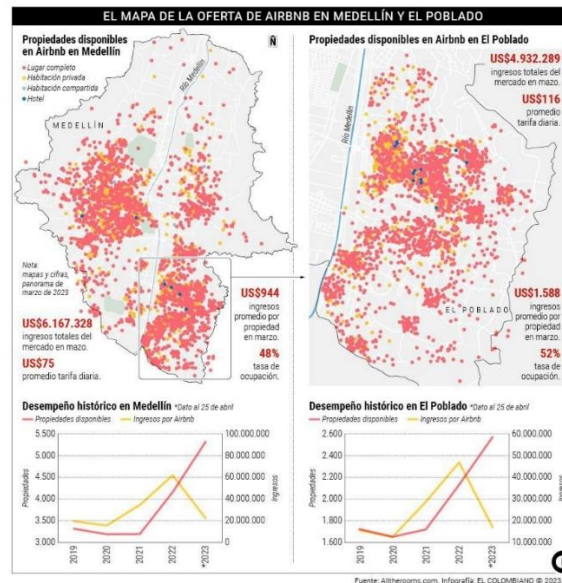 EL MAPA DE LA OFERTA DE AIRBNB EN MEDELLÍN Y EL POBLADO
Propiedades disponibles
en Airbnb en Medellín
Lugar completo
Habitación privada
Habitación compartida
Hotel
Ñ
Río Medellín
MEDELLÍN
Nota:
mapas y cifras,
panorama de
marzo de 2023
US$6.167.328
ingresos totales del
mercado en mazo.
US$75
promedio tarifa diaria.
US$944
ingresos
promedio por
propiedad
en marzo.
48%
tasa de
ocupación.
Propiedades disponibles en Airbnb en El Poblado
US$4.932.289
ingresos totales del
mercado en mazo.
US$116
promedio
tarifa diaria.
Río Medellín
EL POBLADO
US$1.588
ingresos
promedio por
propiedad
en marzo.
52%
tasa de
ocupación.
Desempeño histórico en Medellín *Dato al 25 de abril
Propiedades disponibles
Ingresos por Airbnb
Propiedades
5.500
5.000
4.500
4.000
3.500
3.000
100.000.000
80.000.000
60.000.000
40.000.000
20.000.000
0
Ingresos
2019
2020
2021
2022
*2023
Desempeño histórico en El Poblado *Dato al 25 de abril
Propiedades disponibles
Ingresos por Airbnb
Propiedades
2.600
2.400
2.200
2.000
1.800
1.600
60.000.000
50.000.000
40.000.000
30.000.000
20.000.000
10.000.000
Ingresos
2019
2020
2021
2022
*2023
Fuente: Alltherooms.com. Infografía: EL COLOMBIANO © 2023